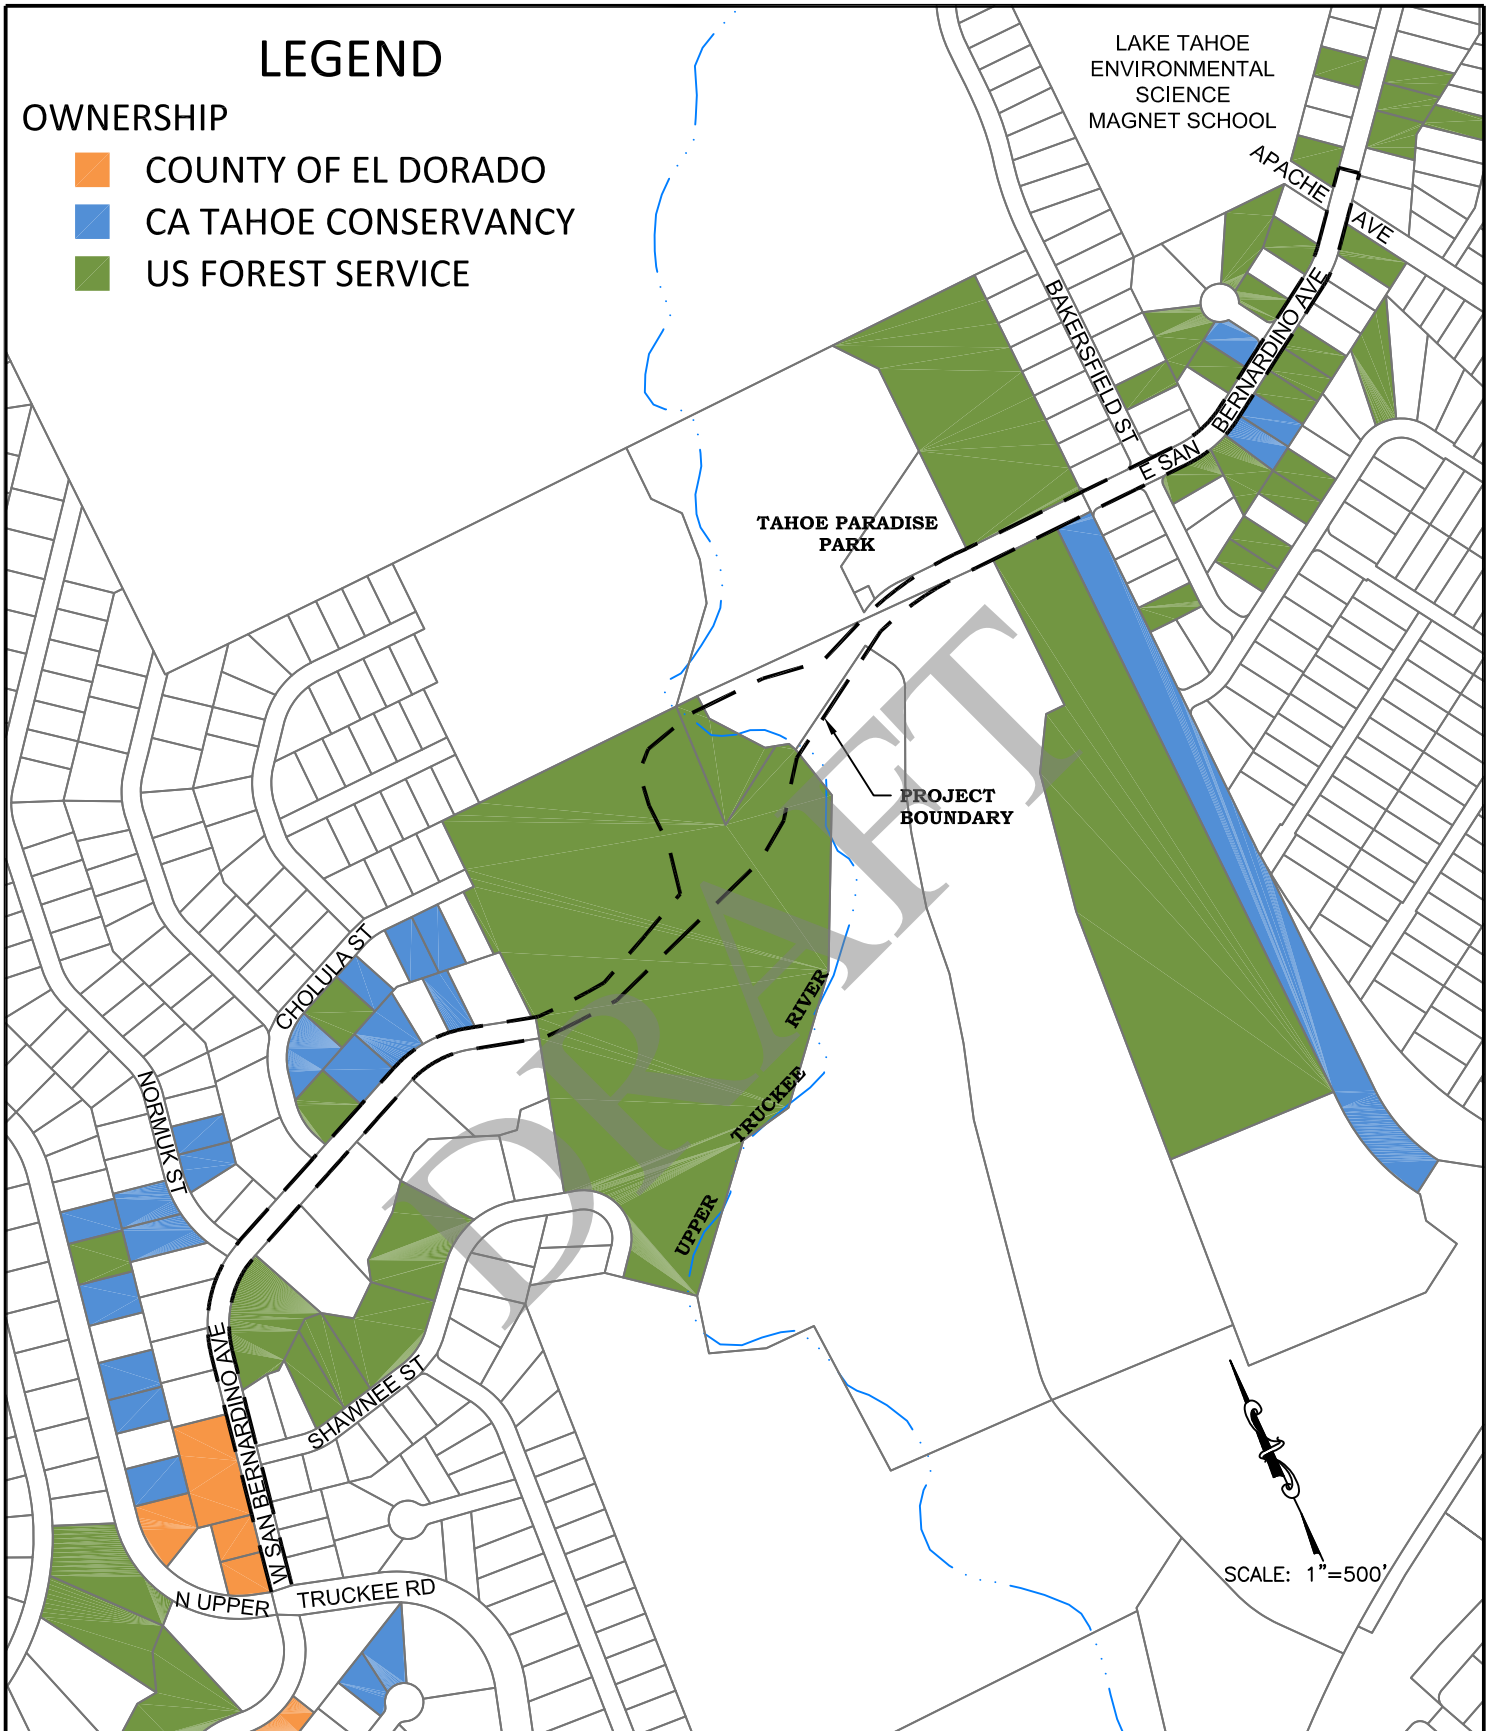 LEGEND
OWNERSHIP
COUNTY OF EL DORADO
CA TAHOE CONSERVANCY
US FOREST SERVICE
LAKE TAHOE
ENVIRONMENTAL
SCIENCE
MAGNET SCHOOL
APACHE
AVE
BAKERSFIELD ST
E SAN
BERNARDINO AVE
TAHOE PARADISE
PARK
PROJECT
BOUNDARY
DRAFT
CHOLULA ST
RIVER
TRUCKEE
UPPER
NORMUK ST
SHAWNEE ST
W SAN BERNARDINO AVE
N UPPER
TRUCKEE RD
SCALE: 1"=500'